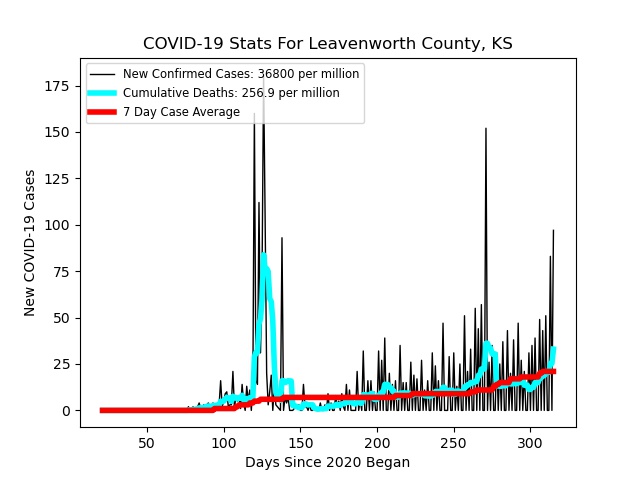 COVID-19 Stats For Leavenworth County, KS
New Confirmed Cases: 36800 per million
Cumulative Deaths: 256.9 per million
7 Day Case Average
175
150
125
100
75
50
25
0
New COVID-19 Cases
50 100 150 200 250 300
Days Since 2020 Began